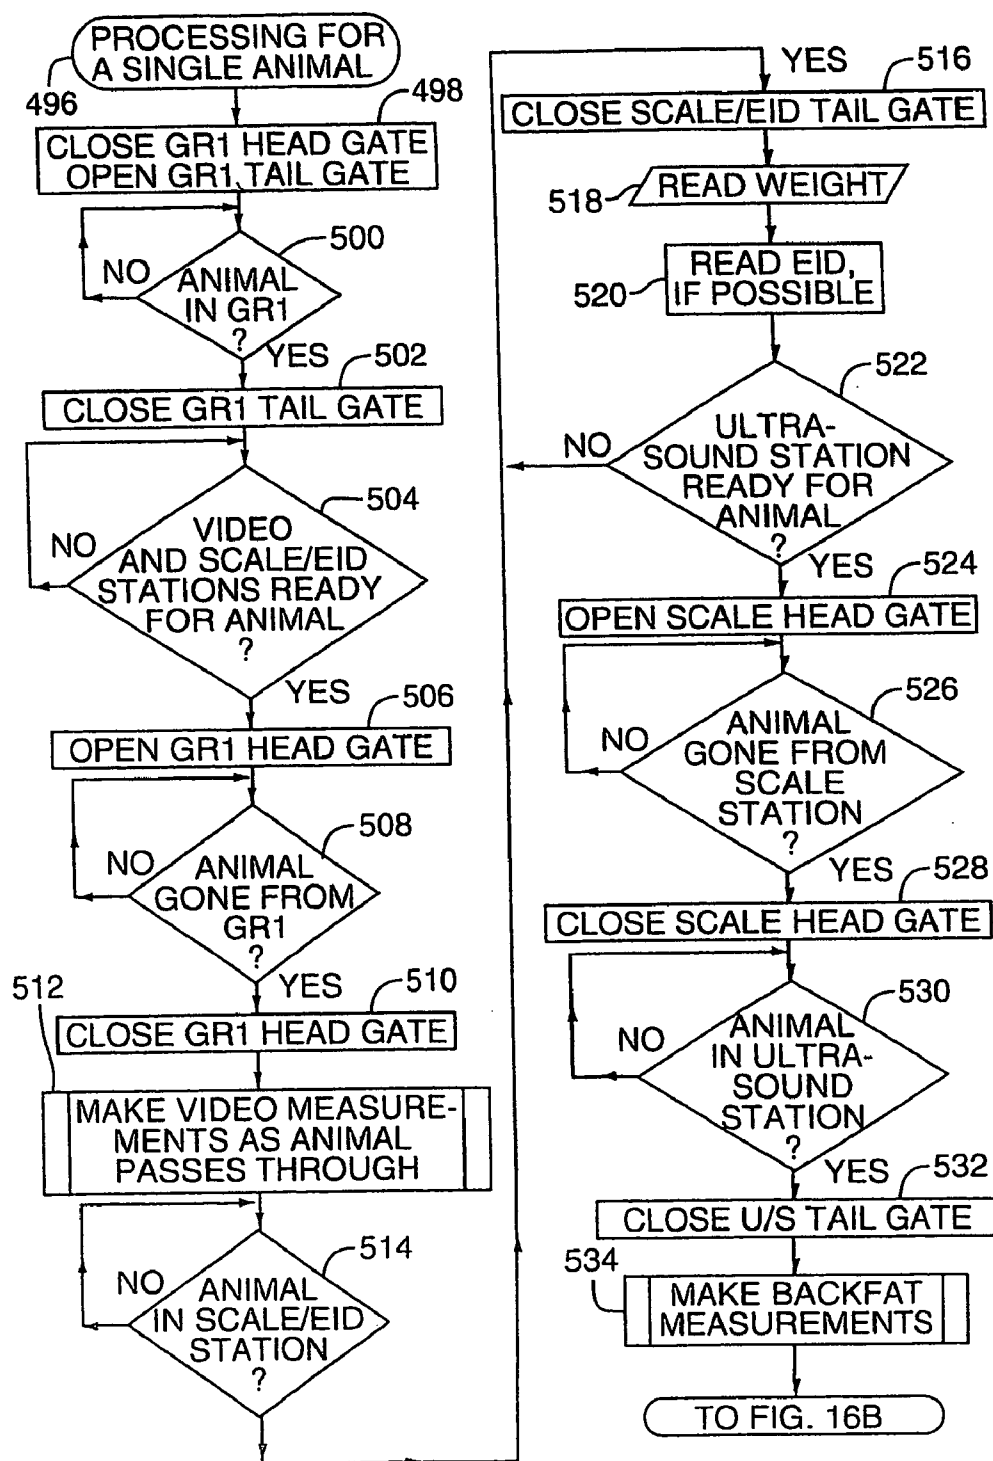 PROCESSING FOR
A SINGLE ANIMAL
496
498
CLOSE GR1 HEAD GATE
OPEN GR1 TAIL GATE
500
NO
ANIMAL
IN GR1
?
YES
502
CLOSE GR1 TAIL GATE
504
NO
VIDEO
AND SCALE/EID
STATIONS READY
FOR ANIMAL
?
YES
506
OPEN GR1 HEAD GATE
508
NO
ANIMAL
GONE FROM
GR1
?
YES
510
512
CLOSE GR1 HEAD GATE
MAKE VIDEO MEASURE-
MENTS AS ANIMAL
PASSES THROUGH
514
NO
ANIMAL
IN SCALE/EID
STATION
?
YES
516
CLOSE SCALE/EID TAIL GATE
518
READ WEIGHT
520
READ EID,
IF POSSIBLE
522
NO
ULTRA-
SOUND STATION
READY FOR
ANIMAL
?
YES
524
OPEN SCALE HEAD GATE
526
NO
ANIMAL
GONE FROM
SCALE
STATION
?
YES
528
CLOSE SCALE HEAD GATE
530
NO
ANIMAL
IN ULTRA-
SOUND
STATION
?
YES
532
CLOSE U/S TAIL GATE
534
MAKE BACKFAT
MEASUREMENTS
TO FIG. 16B